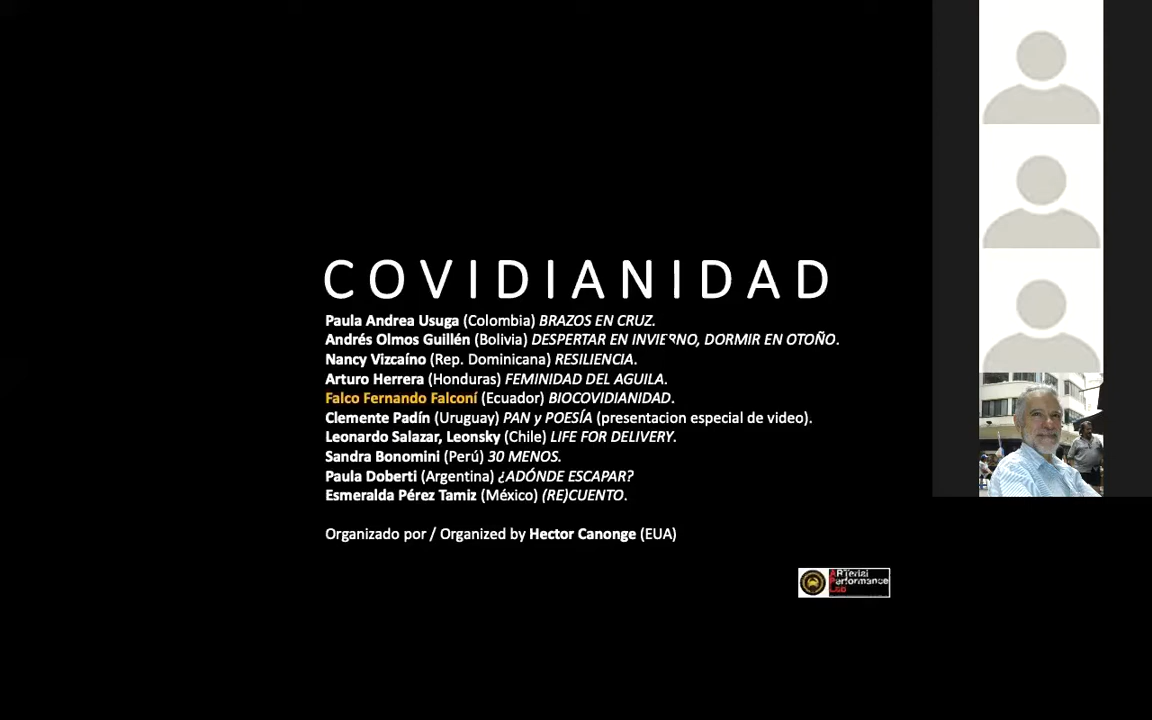 COVIDIANIDAD
Paula Andrea Usuga (Colombia) BRAZOS EN CRUZ.
Andrés Olmos Guillén (Bolivia) DESPERTAR EN INVIERNO, DORMIR EN OTOÑO.
Nancy Vizcaíno (Rep. Dominicana) RESILIENCIA.
Arturo Herrera (Honduras) FEMINIDAD DEL AGUILA.
Falco Fernando Falconí (Ecuador) BIOCOVIDIANIDAD.
Clemente Padín (Uruguay) PAN y POESÍA (presentacion especial de video).
Leonardo Salazar, Leonsky (Chile) LIFE FOR DELIVERY.
Sandra Bonomini (Perú) 30 MENOS.
Paula Doberti (Argentina) ¿ADÓNDE ESCAPAR?
Esmeralda Pérez Tamiz (México) (RE)CUENTO.
Organizado por / Organized by Hector Canonge (EUA)
ARTerial
Performance
Lab